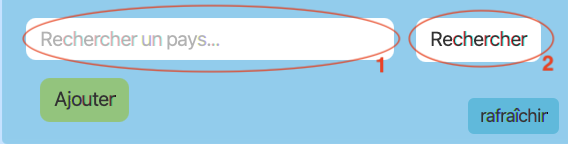 Rechercher un pays... Rechercher
1 2
Ajouter
rafraîchir